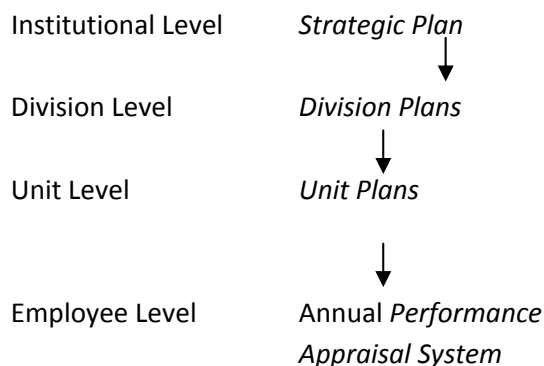 Institutional Level Strategic Plan
Division Level Division Plans
Unit Level Unit Plans
Employee Level Annual Performance
Appraisal System